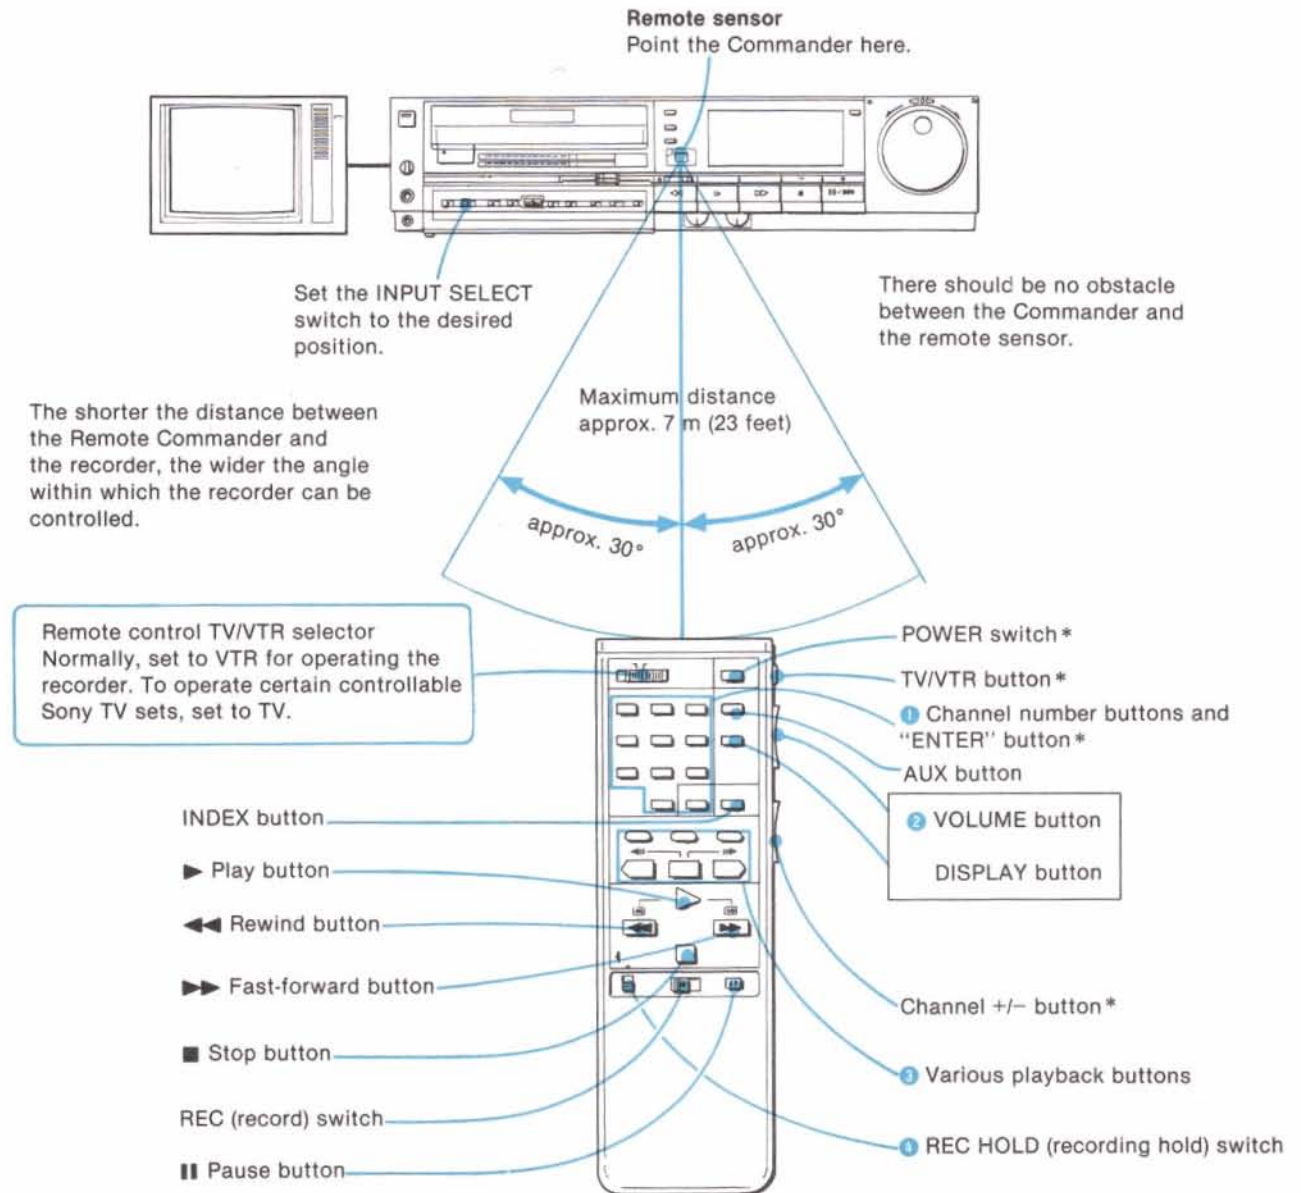 Remote sensor
Point the Commander here.
Set the INPUT SELECT
switch to the desired
position.
There should be no obstacle
between the Commander and
the remote sensor.
Maximum distance
approx. 7 m (23 feet)
The shorter the distance between
the Remote Commander and
the recorder, the wider the angle
within which the recorder can be
controlled.
approx. 30°
approx. 30°
Remote control TV/VTR selector
Normally, set to VTR for operating the
recorder. To operate certain controllable
Sony TV sets, set to TV.
POWER switch*
TV/VTR button*
❶ Channel number buttons and
"ENTER" button*
AUX button
❷ VOLUME button
DISPLAY button
INDEX button
▶ Play button
◀◀ Rewind button
▶▶ Fast-forward button
■ Stop button
REC (record) switch
❚❚ Pause button
Channel +/– button*
❸ Various playback buttons
❹ REC HOLD (recording hold) switch